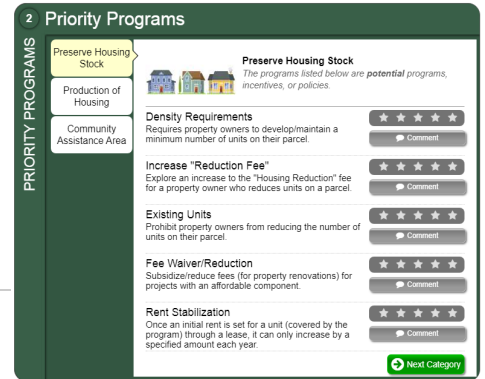 2 Priority Programs
PRIORITY PROGRAMS
Preserve Housing
Stock
Production of
Housing
Community
Assistance Area
Preserve Housing Stock
The programs listed below are potential programs,
incentives, or policies.
Density Requirements
Requires property owners to develop/maintain a
minimum number of units on their parcel.
Comment
Increase "Reduction Fee"
Explore an increase to the "Housing Reduction" fee
for a property owner who reduces units on a parcel.
Comment
Existing Units
Prohibit property owners from reducing the number of
units on their parcel.
Comment
Fee Waiver/Reduction
Subsidize/reduce fees (for property renovations) for
projects with an affordable component.
Comment
Rent Stabilization
Once an initial rent is set for a unit (covered by the
program) through a lease, it can only increase by a
specified amount each year.
Comment
Next Category